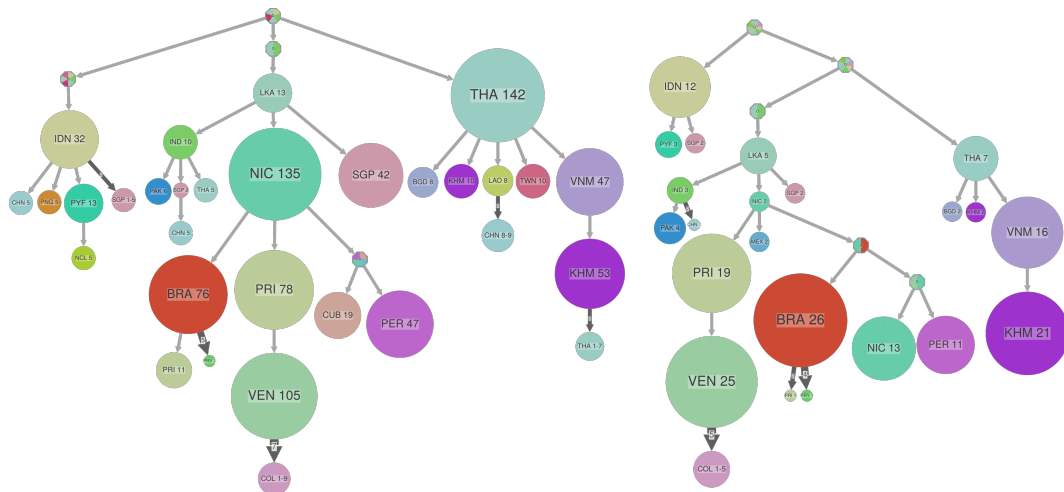 IDN 32
CHN 5
PNG 5
PYF 13
SGP 1-5
NCL 5
LKA 13
IND 10
NIC 135
SGP 42
PAK 6
SGP 2
THA 5
CHN 5
BRA 76
PRI 78
CUB 19
PER 47
PRI 11
VEN 105
COL 1-9
THA 142
BGD 8
KHM 10
LAO 8
TWN 10
VNM 47
CHN 8-9
KHM 53
THA 1-7
IDN 12
PYF 3
SGP 2
LKA 5
IND 3
NIC 2
SGP 2
PAK 4
PRI 19
MEX 2
BRA 26
NIC 13
PER 11
VEN 25
COL 1-5
THA 7
BGD 2
KHM 2
VNM 16
KHM 21